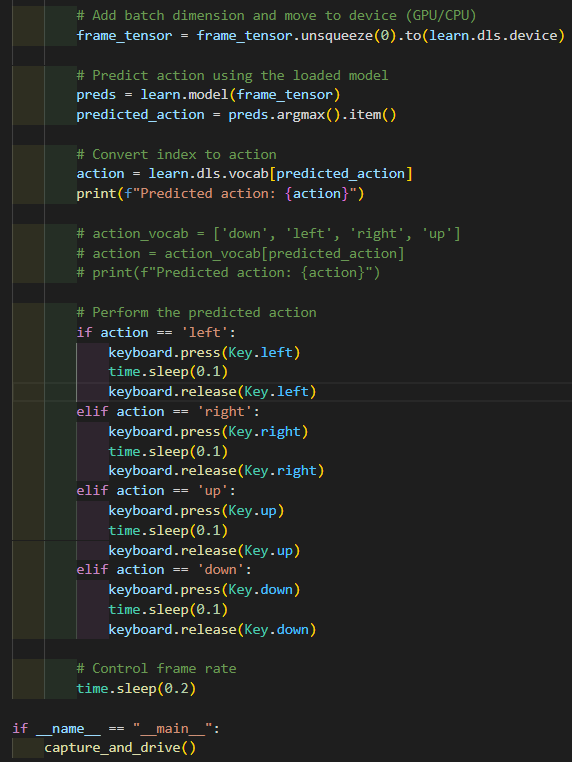 # Add batch dimension and move to device (GPU/CPU)
frame_tensor = frame_tensor.unsqueeze(0).to(learn.dls.device)
# Predict action using the loaded model
preds = learn.model(frame_tensor)
predicted_action = preds.argmax().item()
# Convert index to action
action = learn.dls.vocab[predicted_action]
print(f"Predicted action: {action}")
# action_vocab = ['down', 'left', 'right', 'up']
# action = action_vocab[predicted_action]
# print(f"Predicted action: {action}")
# Perform the predicted action
if action == 'left':
keyboard.press(Key.left)
time.sleep(0.1)
keyboard.release(Key.left)
elif action == 'right':
keyboard.press(Key.right)
time.sleep(0.1)
keyboard.release(Key.right)
elif action == 'up':
keyboard.press(Key.up)
time.sleep(0.1)
keyboard.release(Key.up)
elif action == 'down':
keyboard.press(Key.down)
time.sleep(0.1)
keyboard.release(Key.down)
# Control frame rate
time.sleep(0.2)
if __name__ == "__main__":
capture_and_drive()